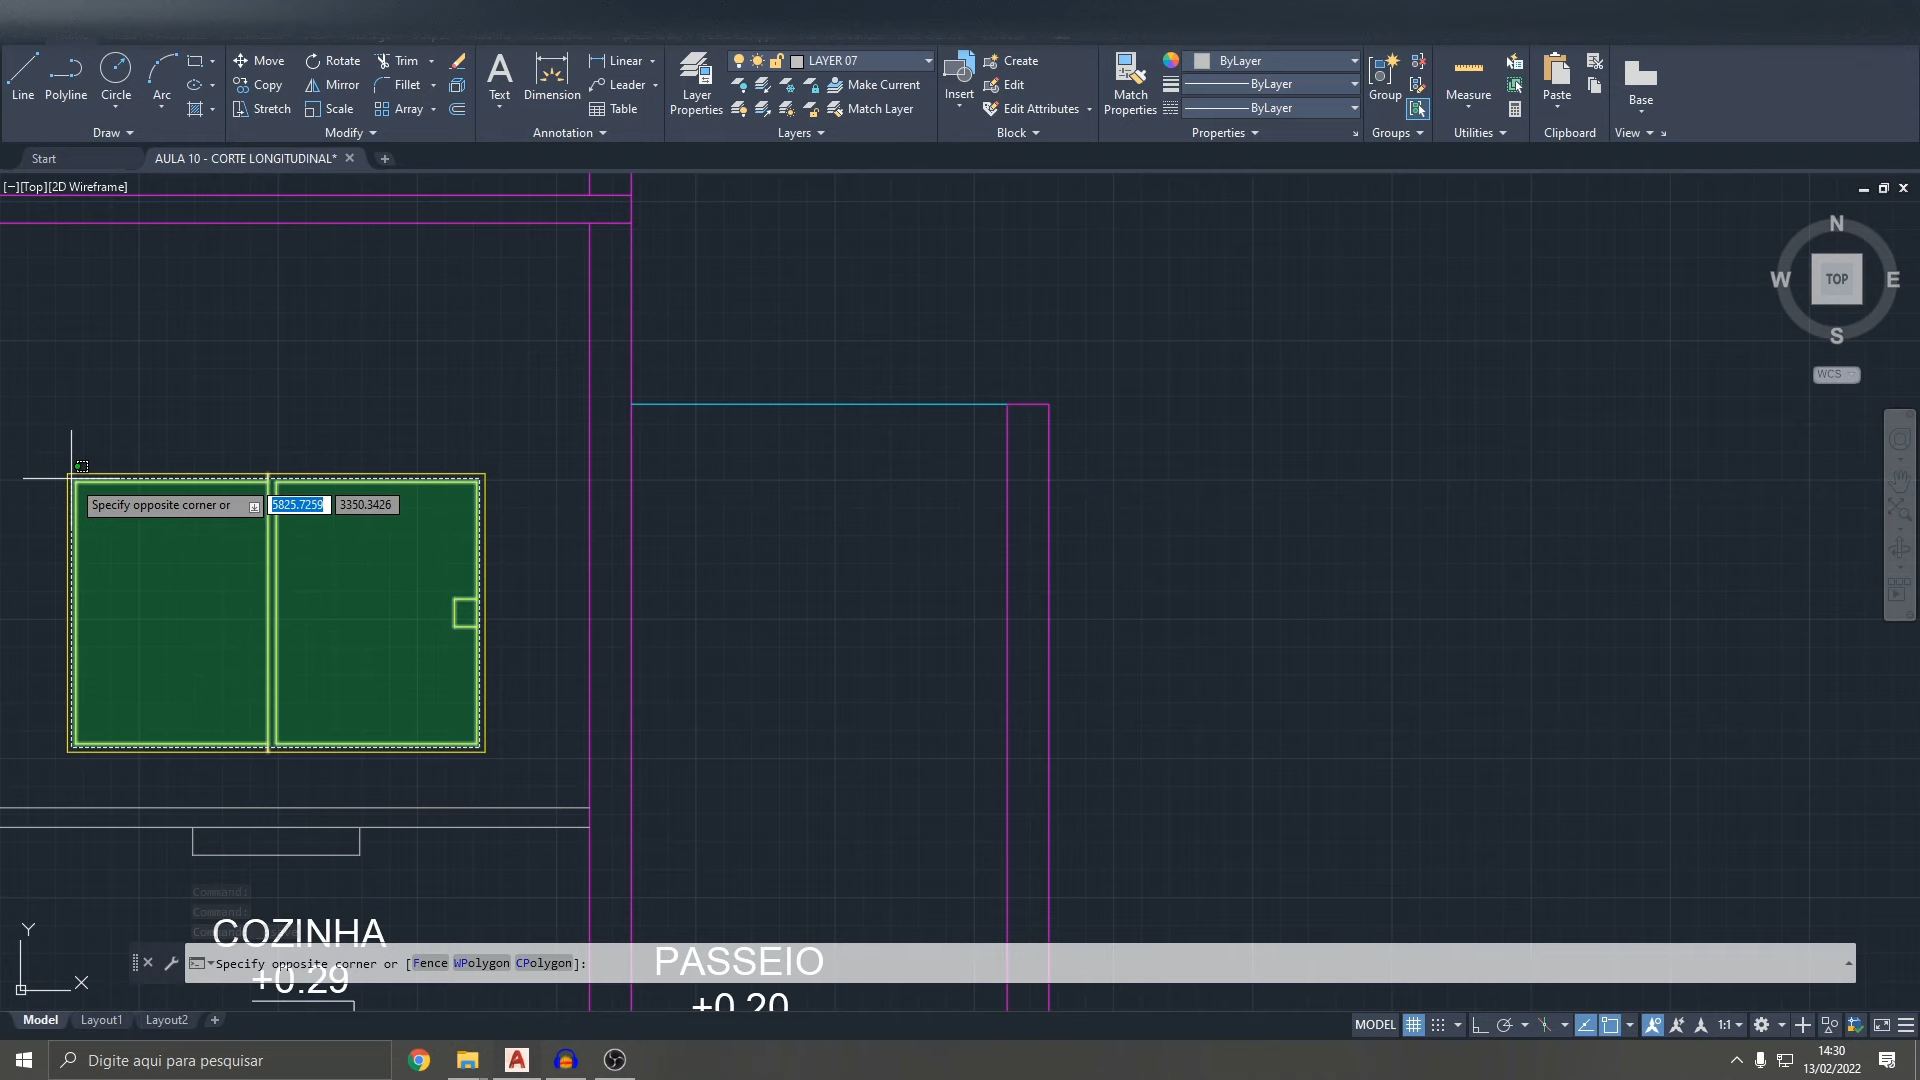 Line
Polyline
Circle
Arc
Draw
Move
Copy
Stretch
Rotate
Mirror
Scale
Trim
Fillet
Array
Modify
Text
Dimension
Linear
Leader
Table
Annotation
Layer Properties
LAYER 07
Make Current
Match Layer
Layers
Insert
Create
Edit
Edit Attributes
Block
Match Properties
ByLayer
ByLayer
ByLayer
Properties
Group
Groups
Measure
Utilities
Paste
Clipboard
Base
View
Start
AULA 10 - CORTE LONGITUDINAL*
[−][Top][2D Wireframe]
N
W
TOP
E
S
WCS
Specify opposite corner or
5825.7259
3350.3426
Command:
Command:
COZINHA
+0.29
PASSEIO
+0.20
Specify opposite corner or [Fence WPolygon CPolygon]:
Y
X
Model
Layout1
Layout2
MODEL
1:1
Digite aqui para pesquisar
14:30
13/02/2022